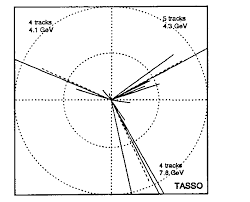 4 tracks
4.1 GeV
5 tracks
4.3 GeV
4 tracks
7.8 GeV
TASSO